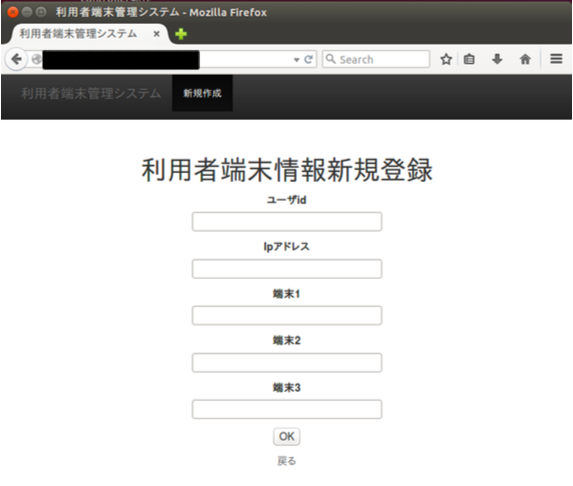 利用者端末管理システム - Mozilla Firefox
利用者端末管理システム ×
Search
利用者端末管理システム 新規作成
利用者端末情報新規登録
ユーザid
Ipアドレス
端末1
端末2
端末3
OK
戻る